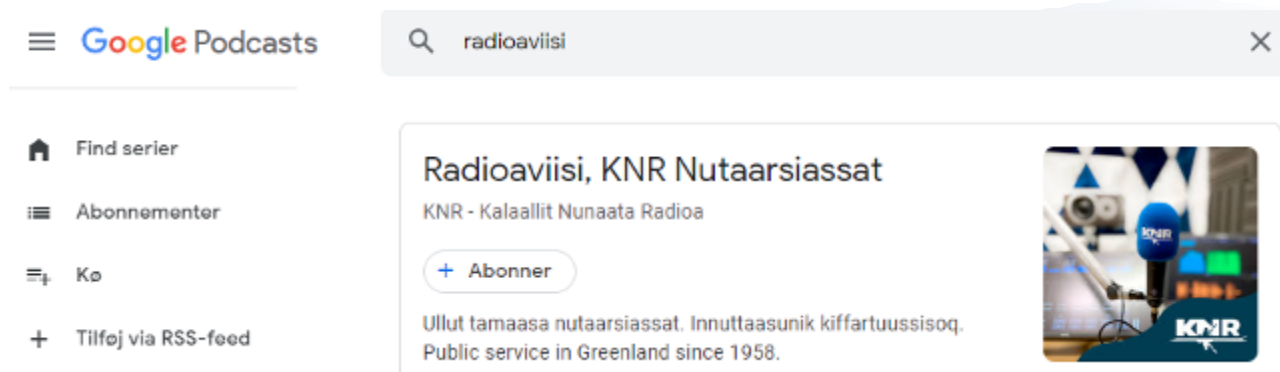 Google Podcasts
radioaviisi
Find serier
Abonnementer
Kø
Tilføj via RSS-feed
Radioaviisi, KNR Nutaarsiassat
KNR - Kalaallit Nunaata Radioa
+ Abonner
Ullut tamaasa nutaarsiassat. Innuttaasunik kiffartuussisoq.
Public service in Greenland since 1958.
KNR
KNR